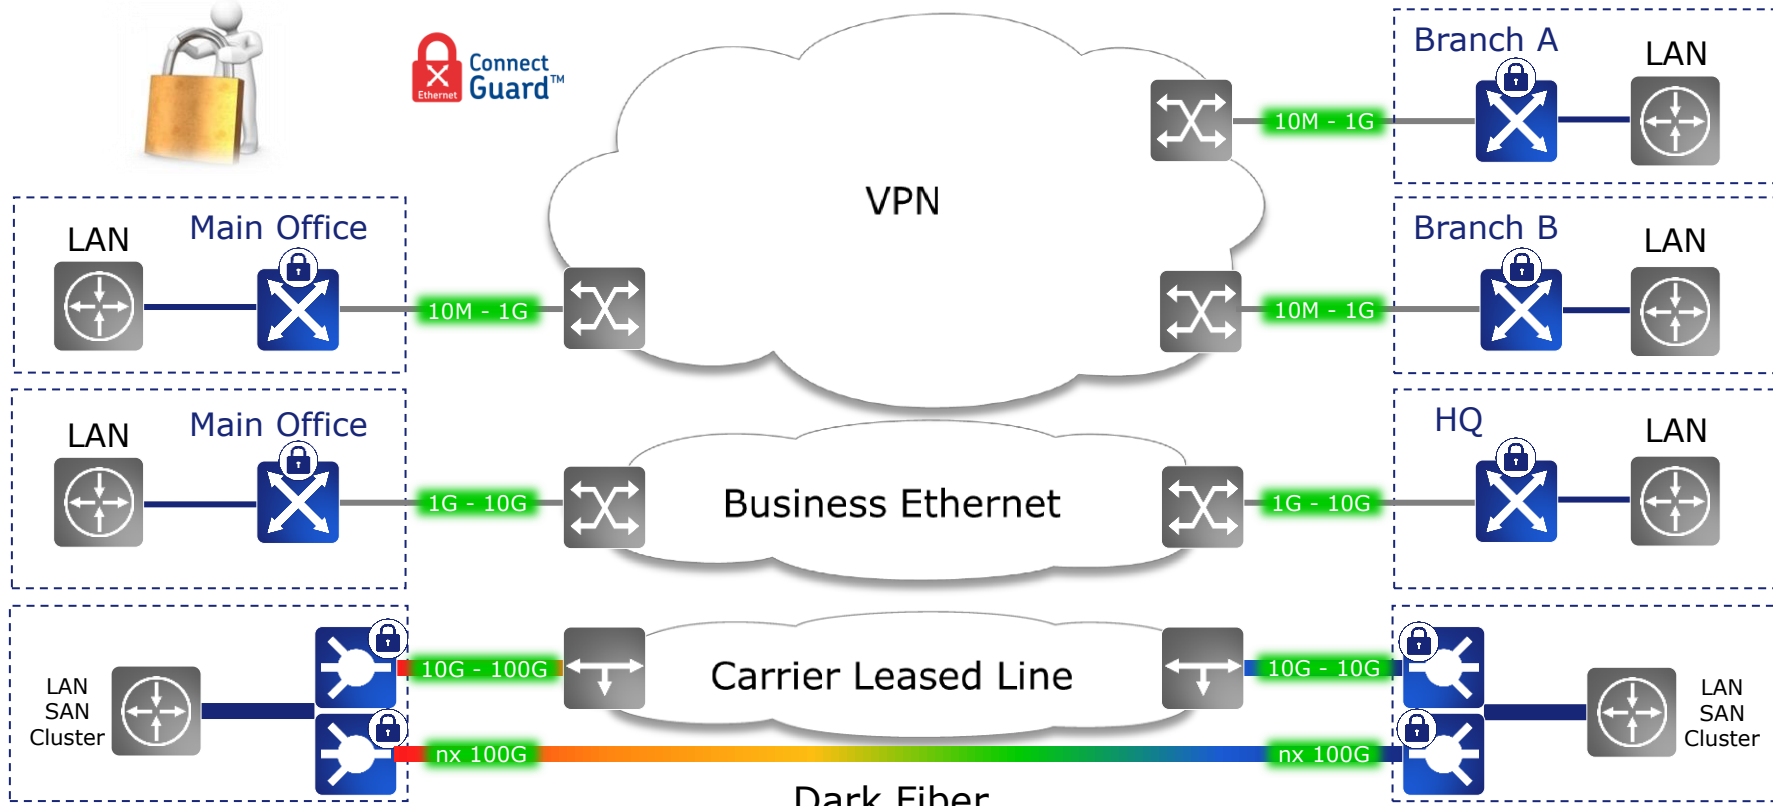 Connect
Guard™
Ethernet
VPN
Branch A
LAN
10M - 1G
LAN
Main Office
10M - 1G
10M - 1G
Branch B
LAN
LAN
Main Office
1G - 10G
Business Ethernet
1G - 10G
HQ
LAN
LAN
SAN
Cluster
10G - 100G
Carrier Leased Line
10G - 10G
LAN
SAN
Cluster
nx 100G
nx 100G
Dark Fiber